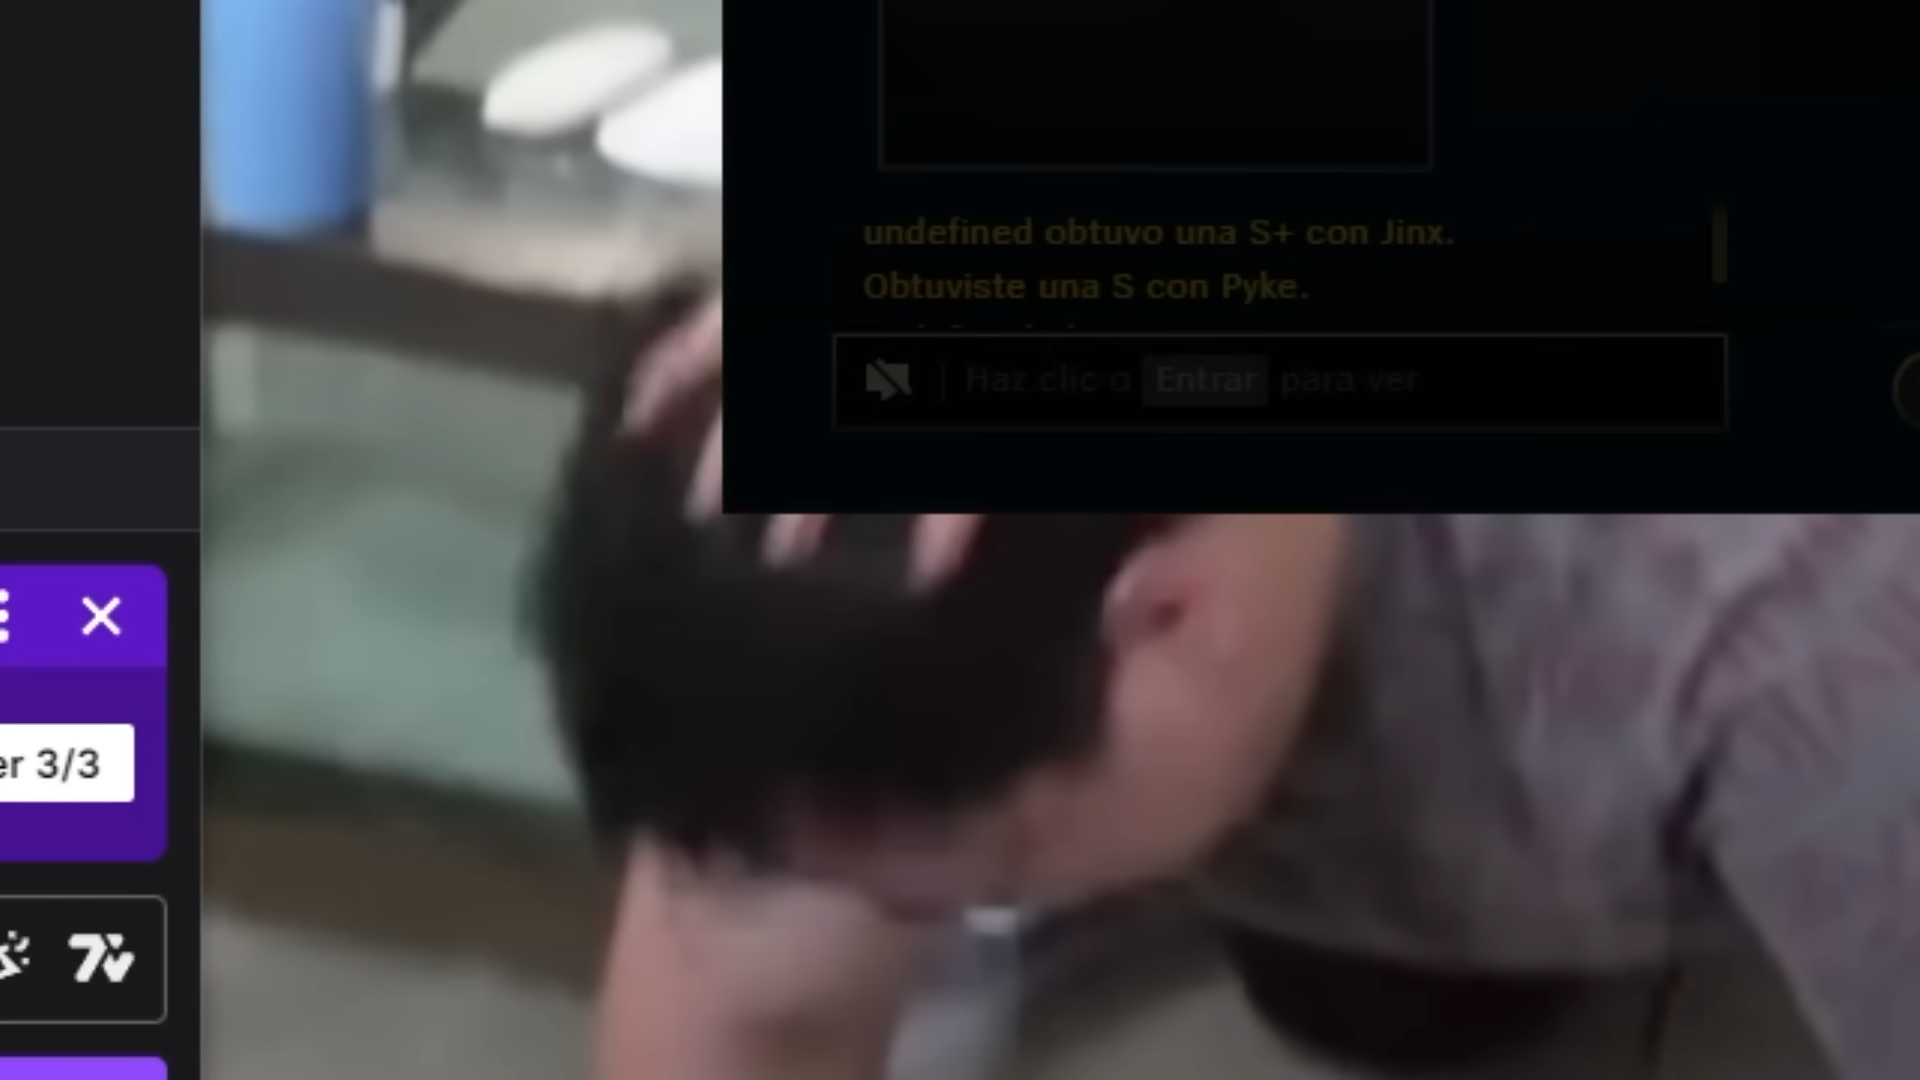 undefined obtuvo una S+ con Jinx.
Obtuviste una S con Pyke.
Haz clic o Entrar para ver
er 3/3
7v